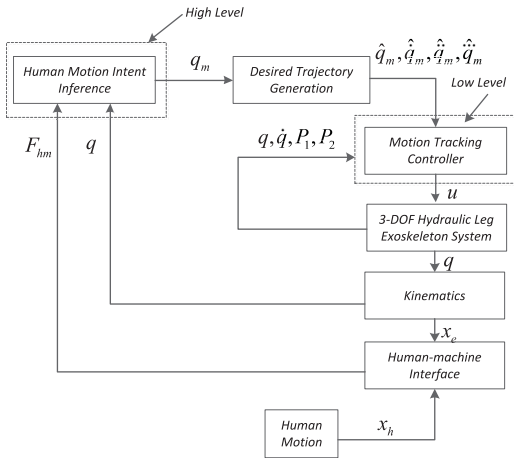 High Level
Human Motion Intent
Inference
q_m
Desired Trajectory
Generation
q̂_m, q̂̇_m, q̂̈_m, q̂⃛_m
Low Level
F_hm
q
q, q̇, P_1, P_2
Motion Tracking
Controller
u
3-DOF Hydraulic Leg
Exoskeleton System
q
Kinematics
x_e
Human-machine
Interface
Human
Motion
x_h